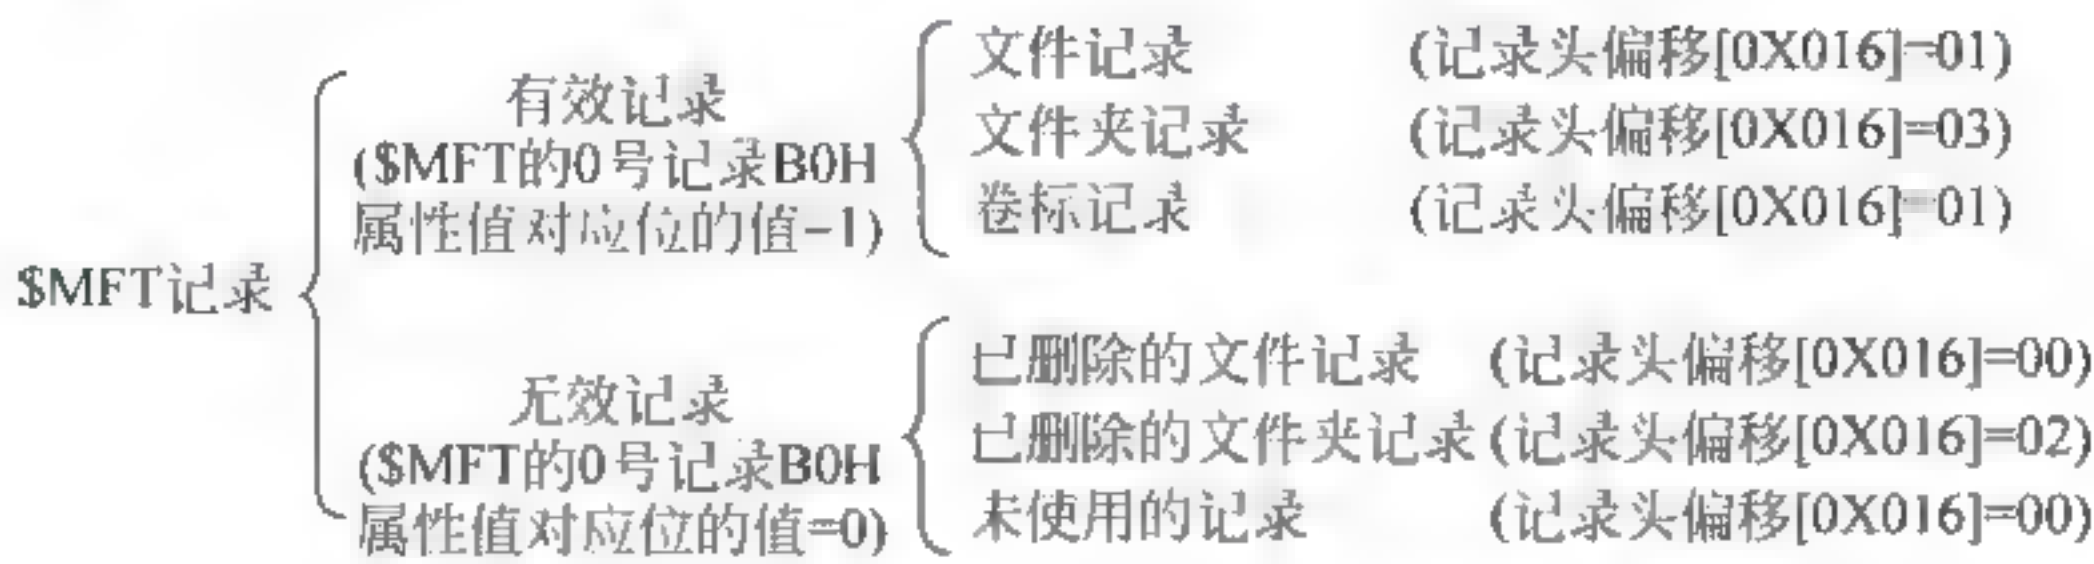 $MFT记录
有效记录
($MFT的0号记录B0H
属性值对应位的值=1)
文件记录 (记录头偏移[0X016]=01)
文件夹记录 (记录头偏移[0X016]=03)
卷标记录 (记录头偏移[0X016]=01)
无效记录
($MFT的0号记录B0H
属性值对应位的值=0)
已删除的文件记录 (记录头偏移[0X016]=00)
已删除的文件夹记录 (记录头偏移[0X016]=02)
未使用的记录 (记录头偏移[0X016]=00)